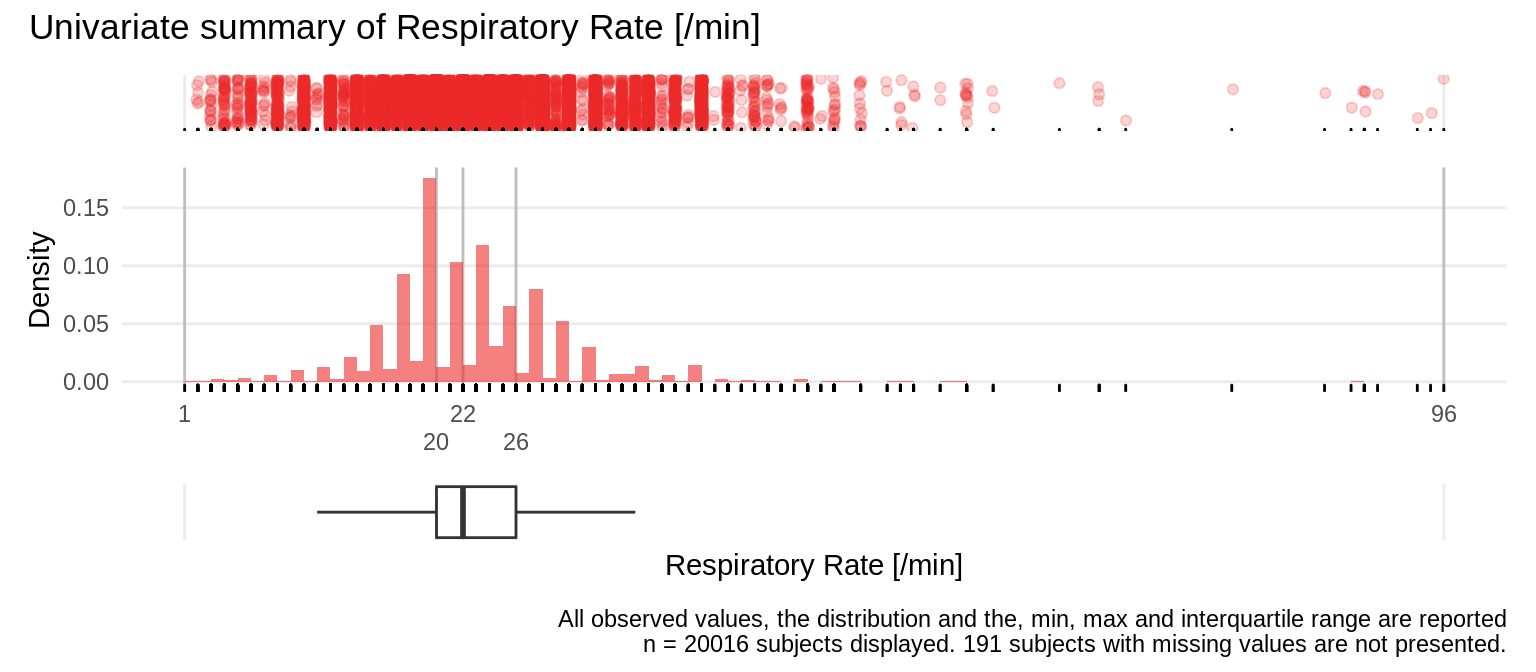 Univariate summary of Respiratory Rate [/min]
Density
0.15
0.10
0.05
0.00
1
22
96
20
26
Respiratory Rate [/min]
All observed values, the distribution and the, min, max and interquartile range are reported
n = 20016 subjects displayed. 191 subjects with missing values are not presented.